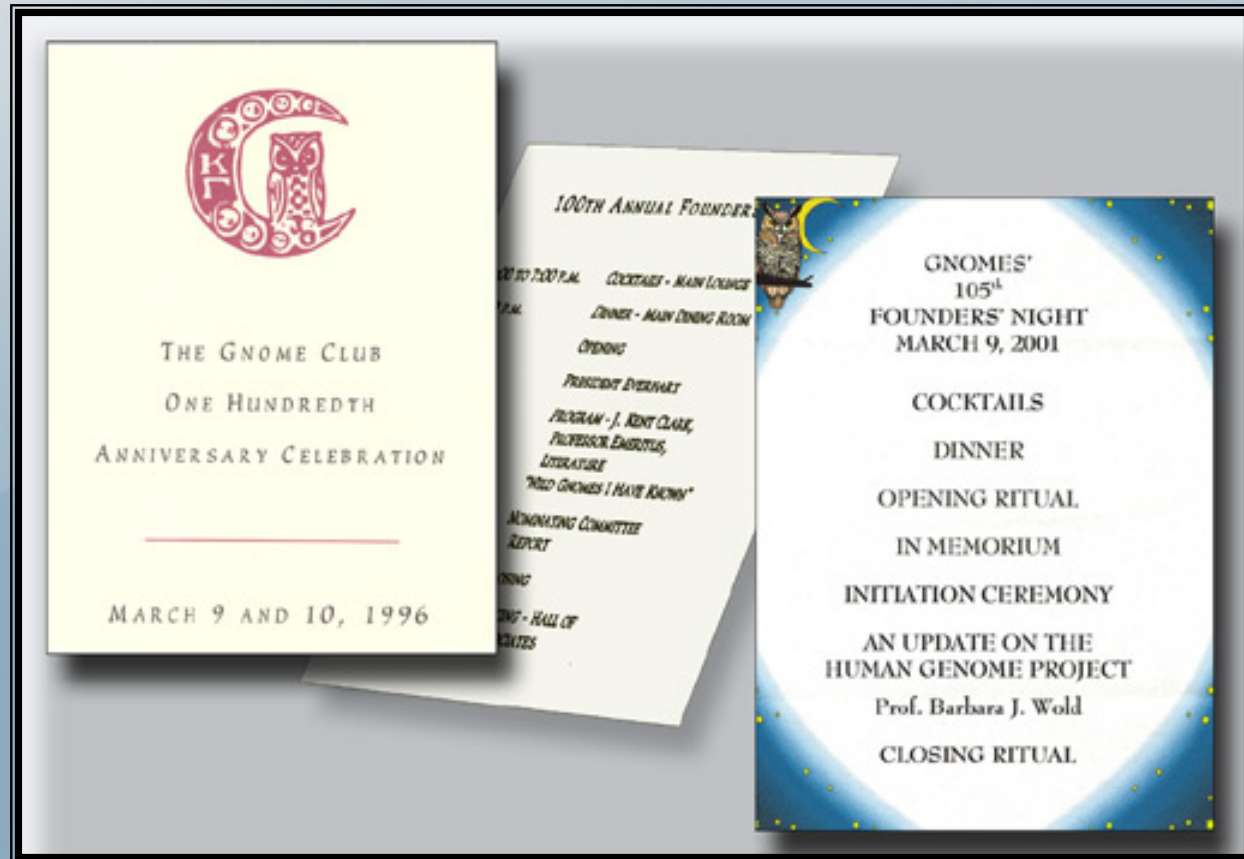 ΚΓ
THE GNOME CLUB
ONE HUNDREDTH
ANNIVERSARY CELEBRATION
MARCH 9 AND 10, 1996
100TH ANNUAL FOUNDER
:00 TO 7:00 P.M. COCKTAILS - MAIN LOUNGE
P.M. DINNER - MAIN DINING ROOM
OPENING
PRESIDENT EVERHART
PROGRAM - J. KENT CLARK,
PROFESSOR EMERITUS,
LITERATURE
"WILD GNOMES I HAVE KNOWN"
NOMINATING COMMITTEE
REPORT
HALL OF
GNOMES'
105th
FOUNDERS' NIGHT
MARCH 9, 2001
COCKTAILS
DINNER
OPENING RITUAL
IN MEMORIUM
INITIATION CEREMONY
AN UPDATE ON THE
HUMAN GENOME PROJECT
Prof. Barbara J. Wold
CLOSING RITUAL